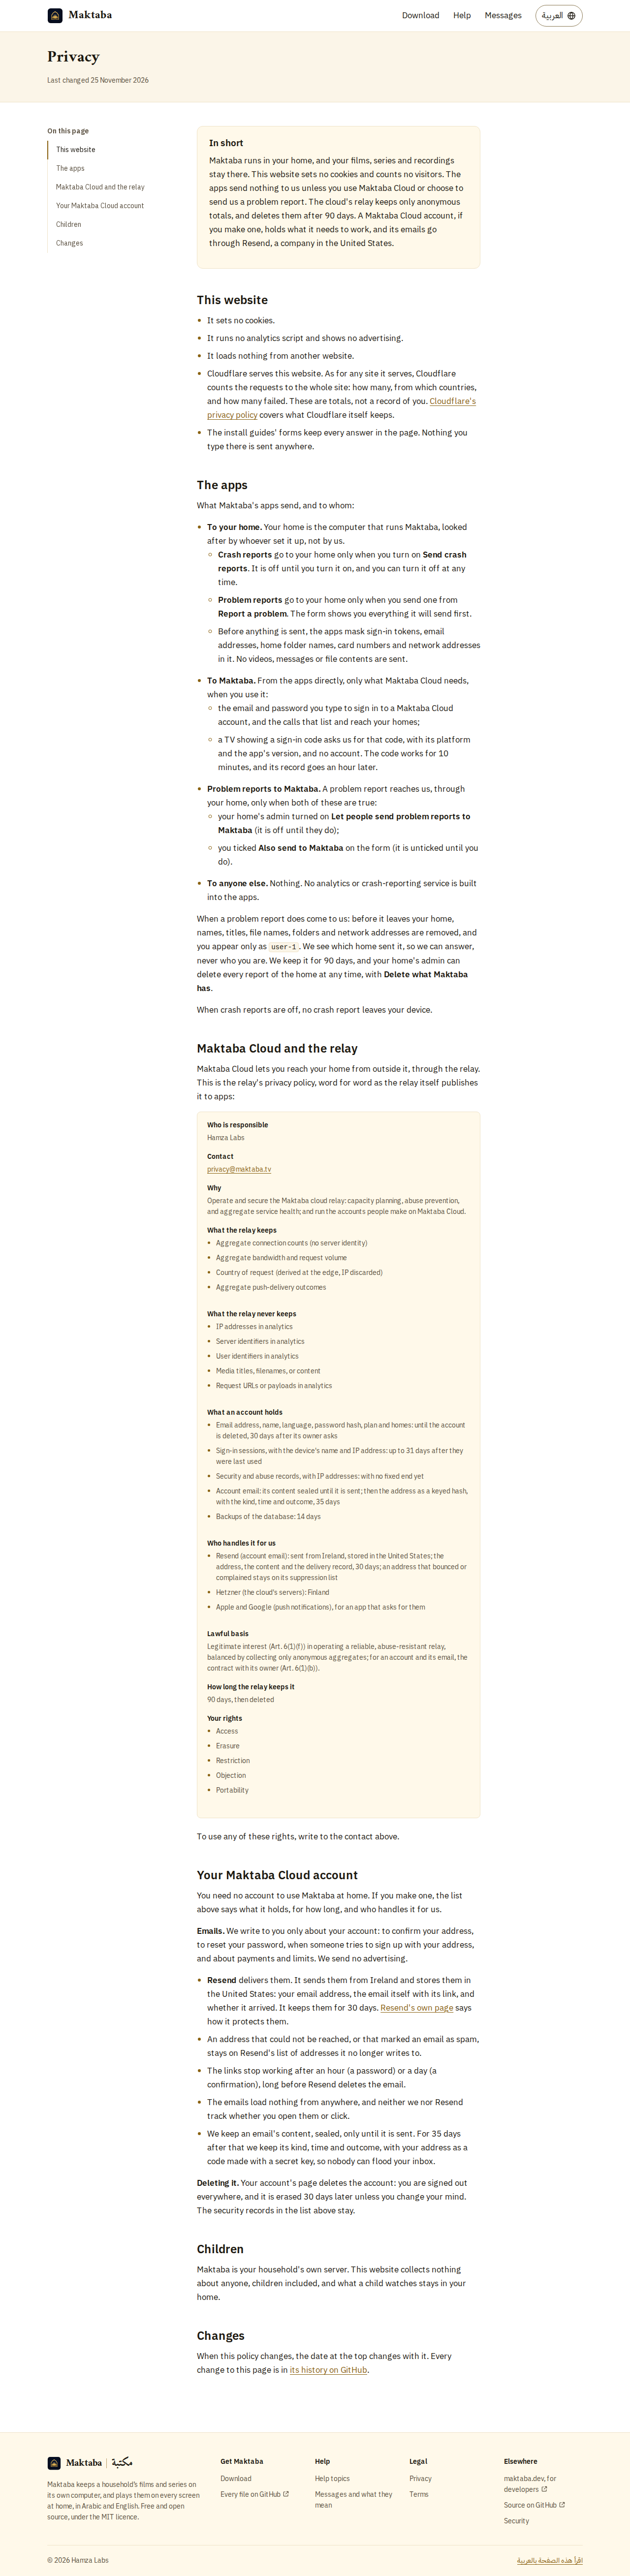 Maktaba
Download
Help
Messages
العربية
Privacy
Last changed 25 November 2026
On this page
This website
The apps
Maktaba Cloud and the relay
Your Maktaba Cloud account
Children
Changes
In short
Maktaba runs in your home, and your films, series and recordings
stay there. This website sets no cookies and counts no visitors. The
apps send nothing to us unless you use Maktaba Cloud or choose to
send us a problem report. The cloud's relay keeps only anonymous
totals, and deletes them after 90 days. A Maktaba Cloud account, if
you make one, holds what it needs to work, and its emails go
through Resend, a company in the United States.
This website
It sets no cookies.
It runs no analytics script and shows no advertising.
It loads nothing from another website.
Cloudflare serves this website. As for any site it serves, Cloudflare
counts the requests to the whole site: how many, from which countries,
and how many failed. These are totals, not a record of you. Cloudflare's
privacy policy covers what Cloudflare itself keeps.
The install guides' forms keep every answer in the page. Nothing you
type there is sent anywhere.
The apps
What Maktaba's apps send, and to whom:
To your home. Your home is the computer that runs Maktaba, looked
after by whoever set it up, not by us.
Crash reports go to your home only when you turn on Send crash
reports. It is off until you turn it on, and you can turn it off at any
time.
Problem reports go to your home only when you send one from
Report a problem. The form shows you everything it will send first.
Before anything is sent, the apps mask sign-in tokens, email
addresses, home folder names, card numbers and network addresses
in it. No videos, messages or file contents are sent.
To Maktaba. From the apps directly, only what Maktaba Cloud needs,
when you use it:
the email and password you type to sign in to a Maktaba Cloud
account, and the calls that list and reach your homes;
a TV showing a sign-in code asks us for that code, with its platform
and the app's version, and no account. The code works for 10
minutes, and its record goes an hour later.
Problem reports to Maktaba. A problem report reaches us, through
your home, only when both of these are true:
your home's admin turned on Let people send problem reports to
Maktaba (it is off until they do);
you ticked Also send to Maktaba on the form (it is unticked until you
do).
To anyone else. Nothing. No analytics or crash-reporting service is built
into the apps.
When a problem report does come to us: before it leaves your home,
names, titles, file names, folders and network addresses are removed, and
you appear only as user-1. We see which home sent it, so we can answer,
never who you are. We keep it for 90 days, and your home's admin can
delete every report of the home at any time, with Delete what Maktaba
has.
When crash reports are off, no crash report leaves your device.
Maktaba Cloud and the relay
Maktaba Cloud lets you reach your home from outside it, through the relay.
This is the relay's privacy policy, word for word as the relay itself publishes
it to apps:
Who is responsible
Hamza Labs
Contact
privacy@maktaba.tv
Why
Operate and secure the Maktaba cloud relay: capacity planning, abuse prevention,
and aggregate service health; and run the accounts people make on Maktaba Cloud.
What the relay keeps
Aggregate connection counts (no server identity)
Aggregate bandwidth and request volume
Country of request (derived at the edge, IP discarded)
Aggregate push-delivery outcomes
What the relay never keeps
IP addresses in analytics
Server identifiers in analytics
User identifiers in analytics
Media titles, filenames, or content
Request URLs or payloads in analytics
What an account holds
Email address, name, language, password hash, plan and homes: until the account
is deleted, 30 days after its owner asks
Sign-in sessions, with the device's name and IP address: up to 31 days after they
were last used
Security and abuse records, with IP addresses: with no fixed end yet
Account email: its content sealed until it is sent; then the address as a keyed hash,
with the kind, time and outcome, 35 days
Backups of the database: 14 days
Who handles it for us
Resend (account email): sent from Ireland, stored in the United States; the
address, the content and the delivery record, 30 days; an address that bounced or
complained stays on its suppression list
Hetzner (the cloud's servers): Finland
Apple and Google (push notifications), for an app that asks for them
Lawful basis
Legitimate interest (Art. 6(1)(f)) in operating a reliable, abuse-resistant relay,
balanced by collecting only anonymous aggregates; for an account and its email, the
contract with its owner (Art. 6(1)(b)).
How long the relay keeps it
90 days, then deleted
Your rights
Access
Erasure
Restriction
Objection
Portability
To use any of these rights, write to the contact above.
Your Maktaba Cloud account
You need no account to use Maktaba at home. If you make one, the list
above says what it holds, for how long, and who handles it for us.
Emails. We write to you only about your account: to confirm your address,
to reset your password, when someone tries to sign up with your address,
and about payments and limits. We send no advertising.
Resend delivers them. It sends them from Ireland and stores them in
the United States: your email address, the email itself with its link, and
whether it arrived. It keeps them for 30 days. Resend's own page says
how it protects them.
An address that could not be reached, or that marked an email as spam,
stays on Resend's list of addresses it no longer writes to.
The links stop working after an hour (a password) or a day (a
confirmation), long before Resend deletes the email.
The emails load nothing from anywhere, and neither we nor Resend
track whether you open them or click.
We keep an email's content, sealed, only until it is sent. For 35
days after that we keep its kind, time and outcome, with your address as a
code made with a secret key, so nobody can flood your inbox.
Deleting it. Your account's page deletes the account: you are signed out
everywhere, and it is erased 30 days later unless you change your mind.
The security records in the list above stay.
Children
Maktaba is your household's own server. This website collects nothing
about anyone, children included, and what a child watches stays in your
home.
Changes
When this policy changes, the date at the top changes with it. Every
change to this page is in its history on GitHub.
Maktaba | مكتبة
Maktaba keeps a household's films and series on
its own computer, and plays them on every screen
at home, in Arabic and English. Free and open
source, under the MIT licence.
Get Maktaba
Download
Every file on GitHub
Help
Help topics
Messages and what they
mean
Legal
Privacy
Terms
Elsewhere
maktaba.dev, for
developers
Source on GitHub
Security
© 2026 Hamza Labs
اقرأ هذه الصفحة بالعربية